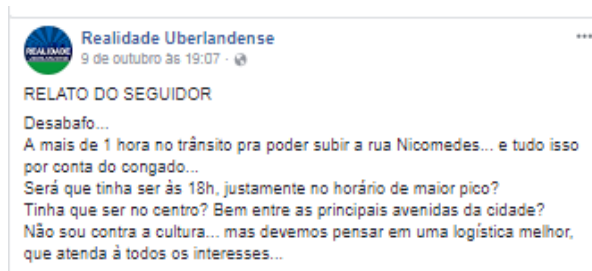 Realidade Uberlandense
REALIDADE
9 de outubro às 19:07 ·
RELATO DO SEGUIDOR
Desabafo...
A mais de 1 hora no trânsito pra poder subir a rua Nicomedes... e tudo isso
por conta do congado...
Será que tinha ser às 18h, justamente no horário de maior pico?
Tinha que ser no centro? Bem entre as principais avenidas da cidade?
Não sou contra a cultura... mas devemos pensar em uma logística melhor,
que atenda à todos os interesses...